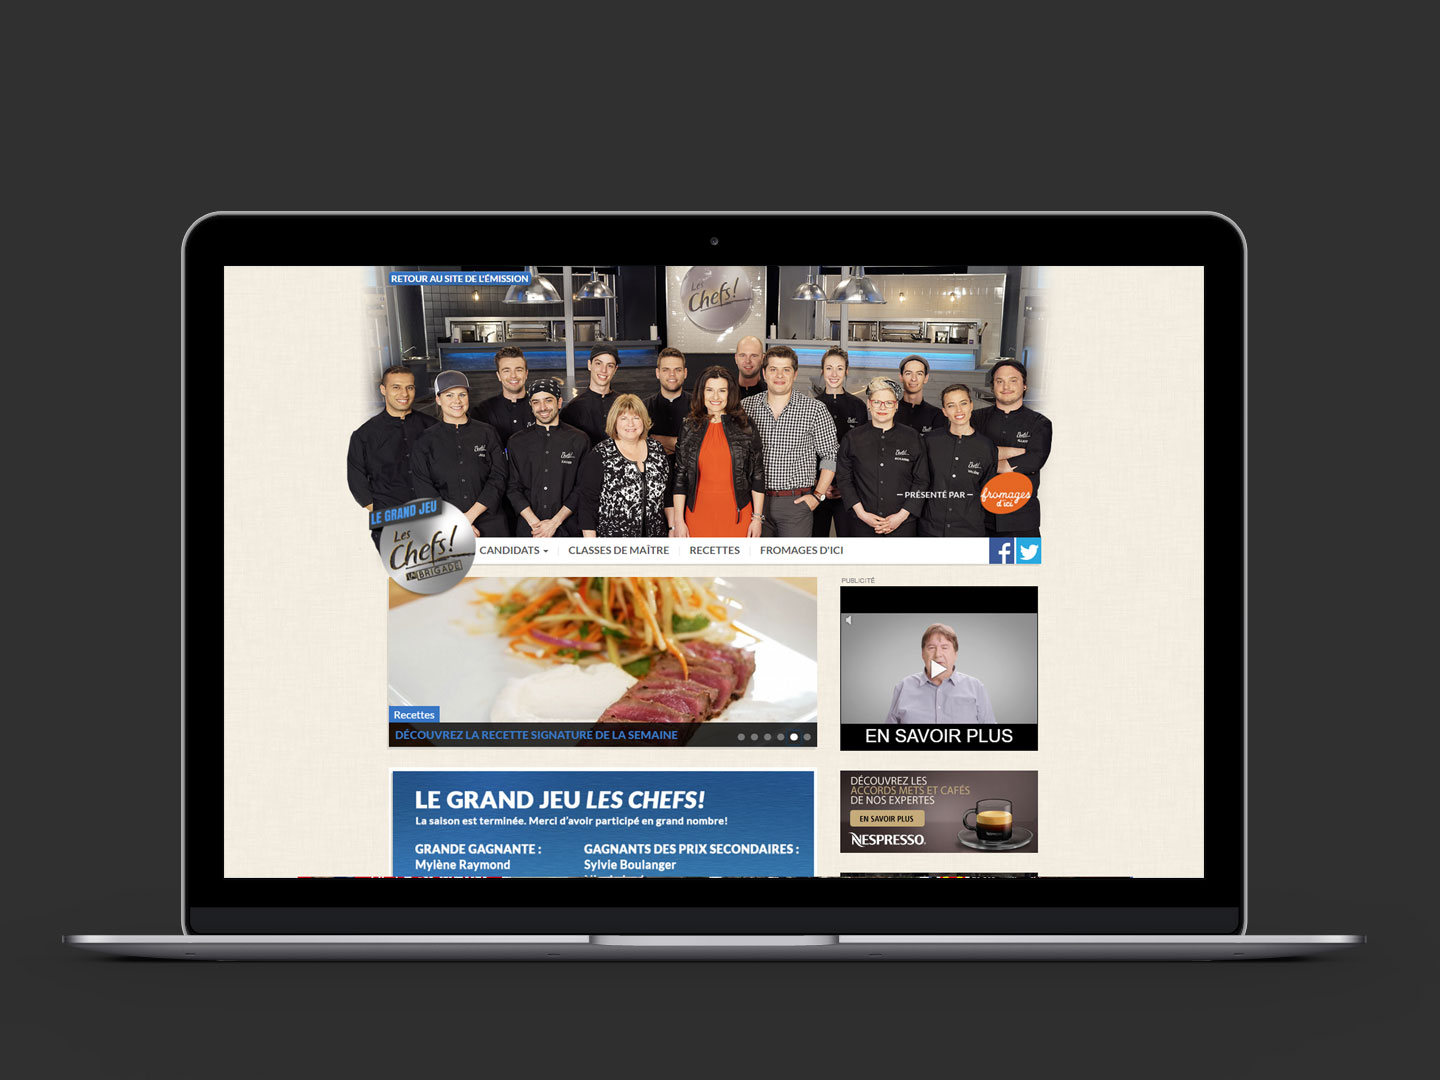 RETOUR AU SITE DE L'ÉMISSION
Les
Chefs!
– PRÉSENTÉ PAR –
fromages
d'ici
LE GRAND JEU
Les
Chefs!
LA BRIGADE
CANDIDATS
CLASSES DE MAÎTRE
RECETTES
FROMAGES D'ICI
PUBLICITÉ
Recettes
DÉCOUVREZ LA RECETTE SIGNATURE DE LA SEMAINE
EN SAVOIR PLUS
DÉCOUVREZ LES
ACCORDS METS ET CAFÉS
DE NOS EXPERTES
EN SAVOIR PLUS
NESPRESSO.
LE GRAND JEU LES CHEFS!
La saison est terminée. Merci d'avoir participé en grand nombre!
GRANDE GAGNANTE :
Mylène Raymond
GAGNANTS DES PRIX SECONDAIRES :
Sylvie Boulanger